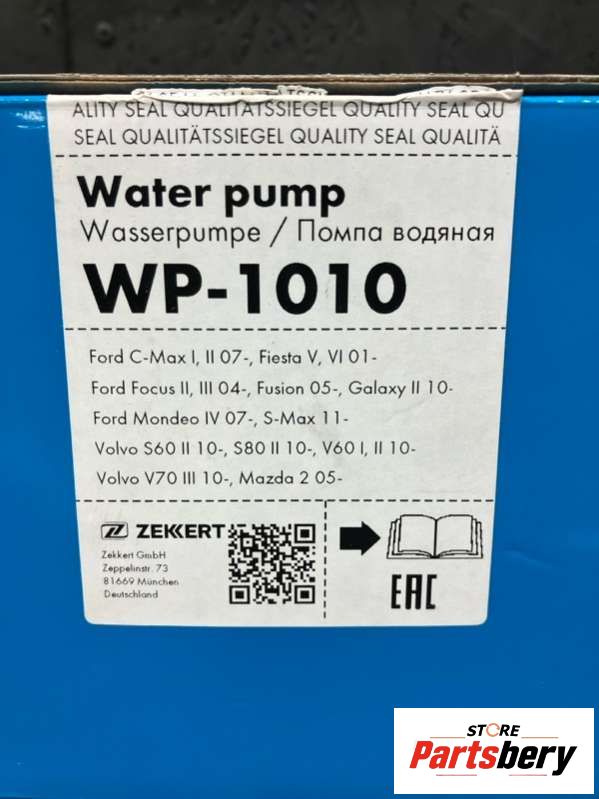 ALITY SEAL QUALITÄTSSIEGEL QUALITY SEAL QU
SEAL QUALITÄTSSIEGEL QUALITY SEAL QUALITÄ
Water pump
Wasserpumpe / Помпа водяная
WP-1010
Ford C-Max I, II 07-, Fiesta V, VI 01-
Ford Focus II, III 04-, Fusion 05-, Galaxy II 10-
Ford Mondeo IV 07-, S-Max 11-
Volvo S60 II 10-, S80 II 10-, V60 I, II 10-
Volvo V70 III 10-, Mazda 2 05-
ZEKKERT
Zekkert GmbH
Zeppelinstr. 73
81669 München
Deutschland
EAC
STORE
Partsbery